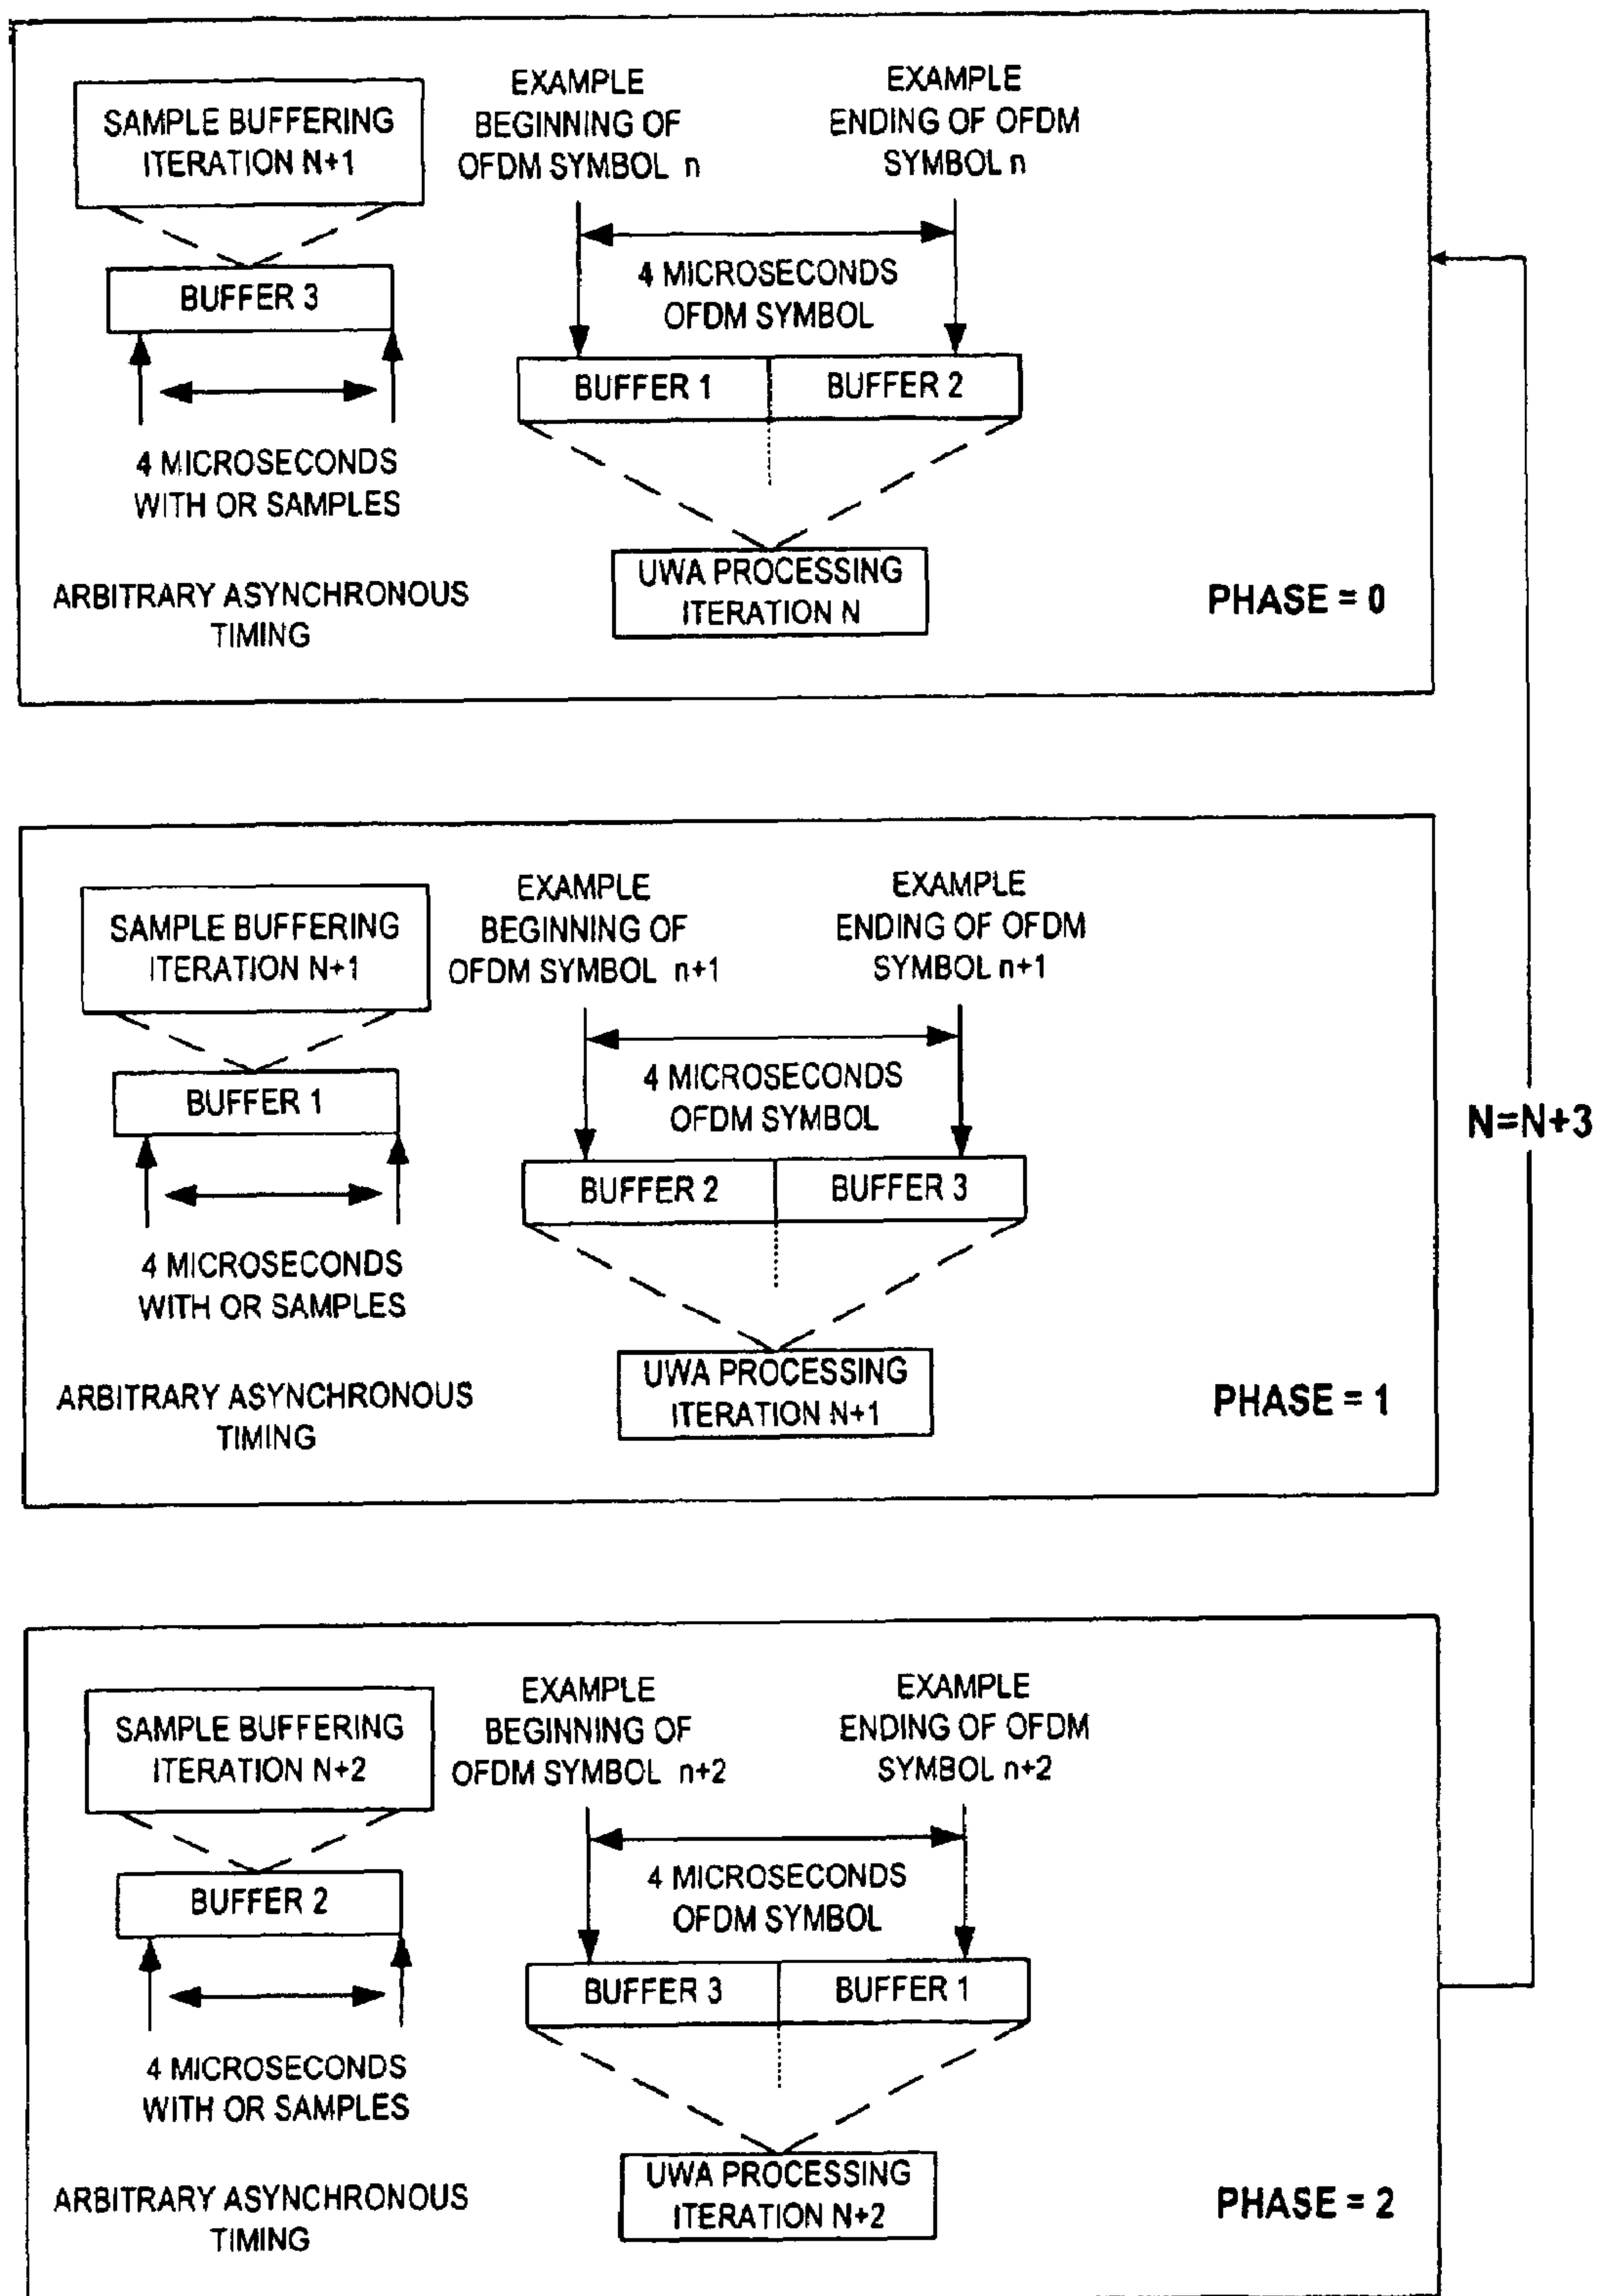 SAMPLE BUFFERING
ITERATION N+1
EXAMPLE
BEGINNING OF
OFDM SYMBOL n
EXAMPLE
ENDING OF OFDM
SYMBOL n
BUFFER 3
4 MICROSECONDS
OFDM SYMBOL
BUFFER 1
BUFFER 2
4 MICROSECONDS
WITH OR SAMPLES
UWA PROCESSING
ITERATION N
ARBITRARY ASYNCHRONOUS
TIMING
PHASE = 0
SAMPLE BUFFERING
ITERATION N+1
EXAMPLE
BEGINNING OF
OFDM SYMBOL n+1
EXAMPLE
ENDING OF OFDM
SYMBOL n+1
BUFFER 1
4 MICROSECONDS
OFDM SYMBOL
BUFFER 2
BUFFER 3
4 MICROSECONDS
WITH OR SAMPLES
UWA PROCESSING
ITERATION N+1
ARBITRARY ASYNCHRONOUS
TIMING
PHASE = 1
N=N+3
SAMPLE BUFFERING
ITERATION N+2
EXAMPLE
BEGINNING OF
OFDM SYMBOL n+2
EXAMPLE
ENDING OF OFDM
SYMBOL n+2
BUFFER 2
4 MICROSECONDS
OFDM SYMBOL
BUFFER 3
BUFFER 1
4 MICROSECONDS
WITH OR SAMPLES
UWA PROCESSING
ITERATION N+2
ARBITRARY ASYNCHRONOUS
TIMING
PHASE = 2